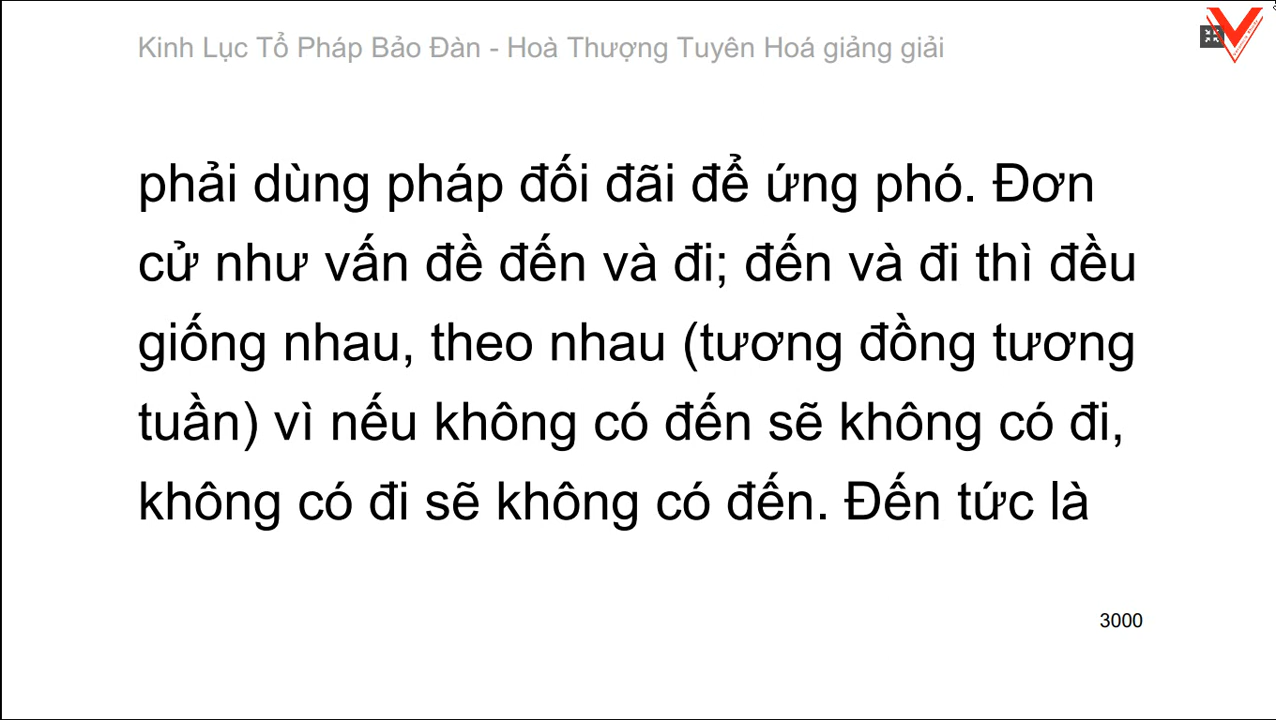 Kinh Lục Tổ Pháp Bảo Đàn - Hoà Thượng Tuyên Hoá giảng giải
phải dùng pháp đối đãi để ứng phó. Đơn
cử như vấn đề đến và đi; đến và đi thì đều
giống nhau, theo nhau (tương đồng tương
tuần) vì nếu không có đến sẽ không có đi,
không có đi sẽ không có đến. Đến tức là
3000